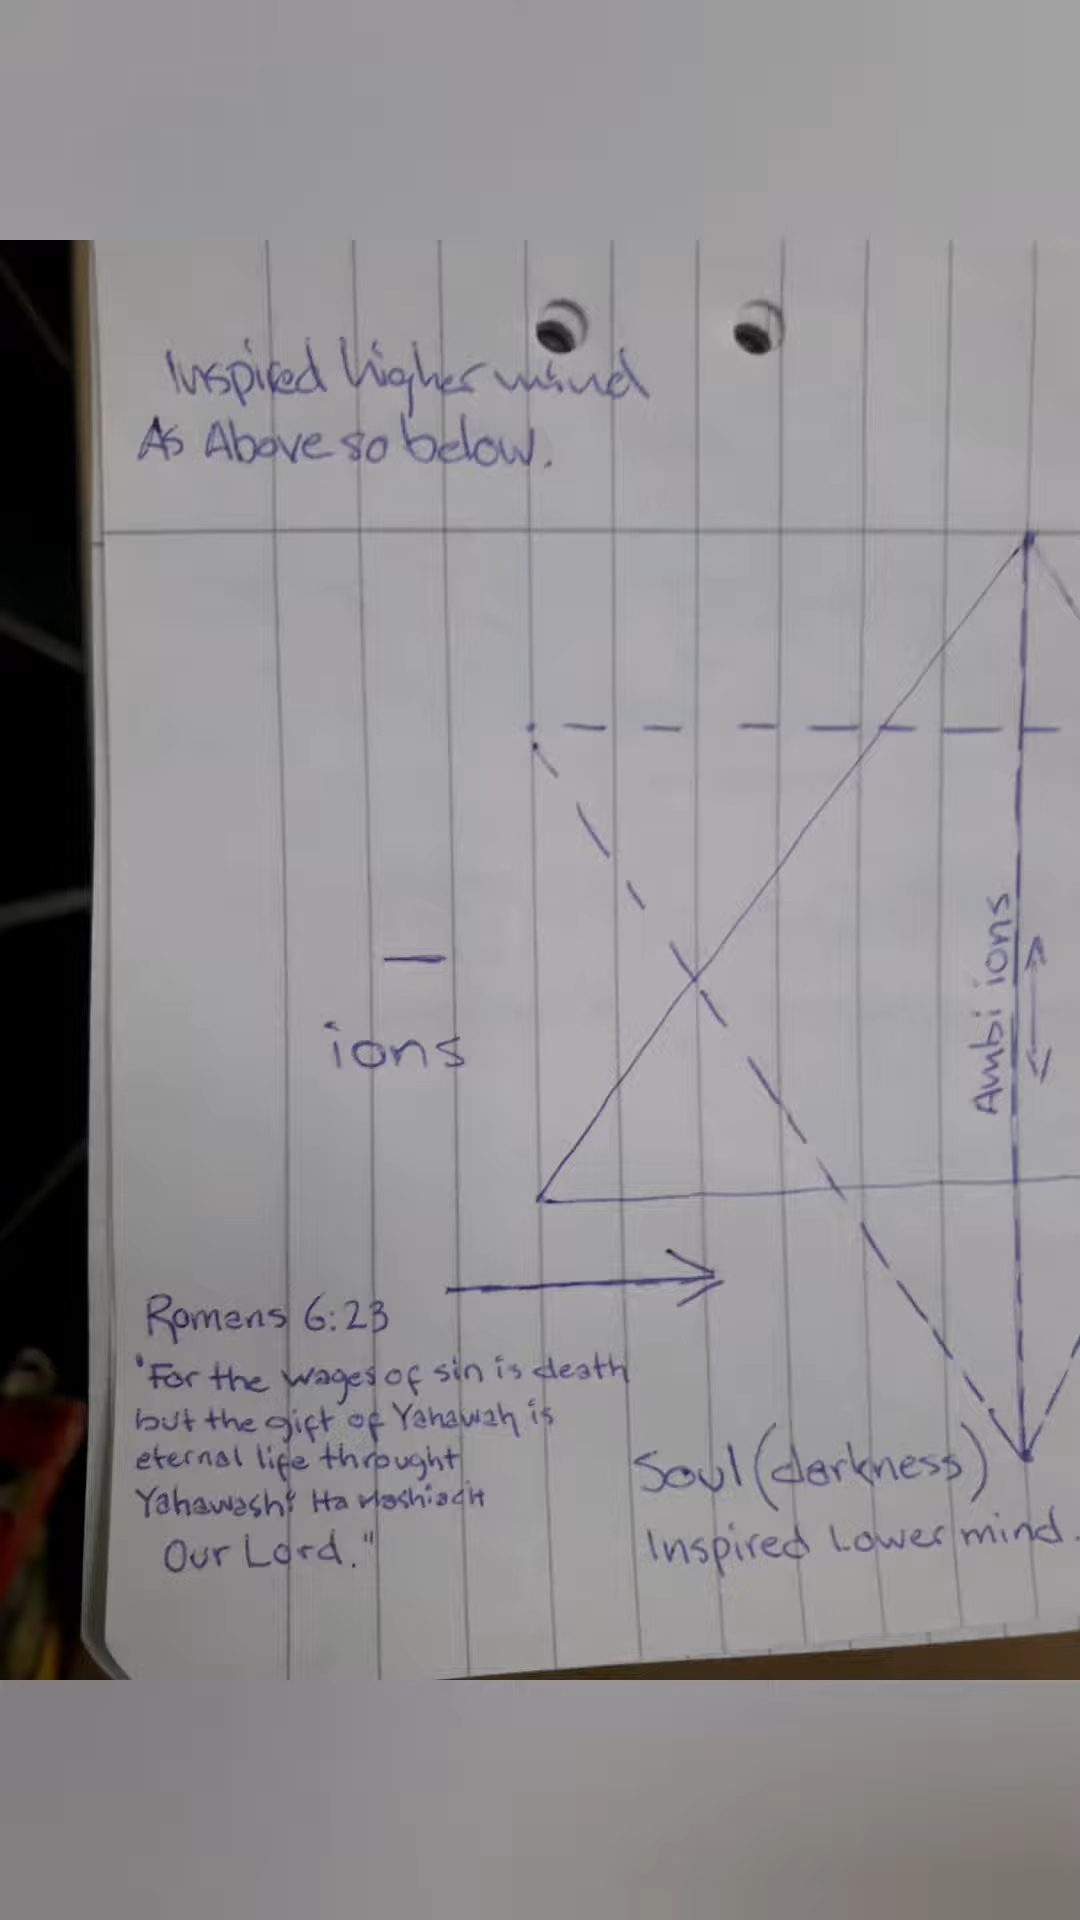 Inspired higher mind
As Above so below.
—
ions
Ambi ions
Romans 6:23
"For the wages of sin is death
but the gift of Yahawah is
eternal life throught
Yahawashi Ha Mashiach
Our Lord."
Soul (darkness)
Inspired Lower mind.